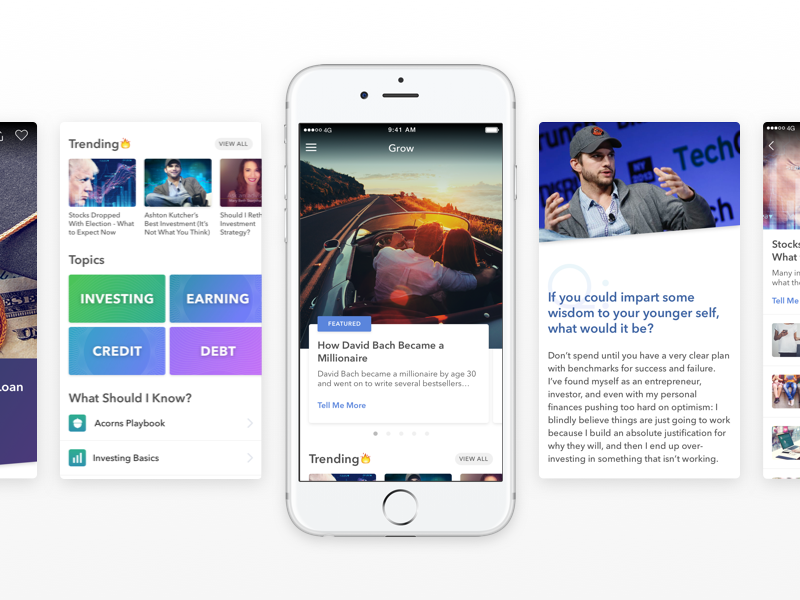 Loan
Trending🔥
VIEW ALL
Stocks Dropped
With Election - What
to Expect Now
Ashton Kutcher's
Best Investment (It's
Not What You Think)
Should I Reth
Investment
Strategy?
Topics
INVESTING
EARNING
CREDIT
DEBT
What Should I Know?
Acorns Playbook
Investing Basics
4G
9:41 AM
Grow
FEATURED
How David Bach Became a
Millionaire
David Bach became a millionaire by age 30
and went on to write several bestsellers...
Tell Me More
Trending🔥
VIEW ALL
Tech
If you could impart some
wisdom to your younger self,
what would it be?
Don't spend until you have a very clear plan
with benchmarks for success and failure.
I've found myself as an entrepreneur,
investor, and even with my personal
finances pushing too hard on optimism: I
blindly believe things are just going to work
because I build an absolute justification for
why they will, and then I end up over-
investing in something that isn't working.
4G
Stocks
What
Many in
what the
Tell Me